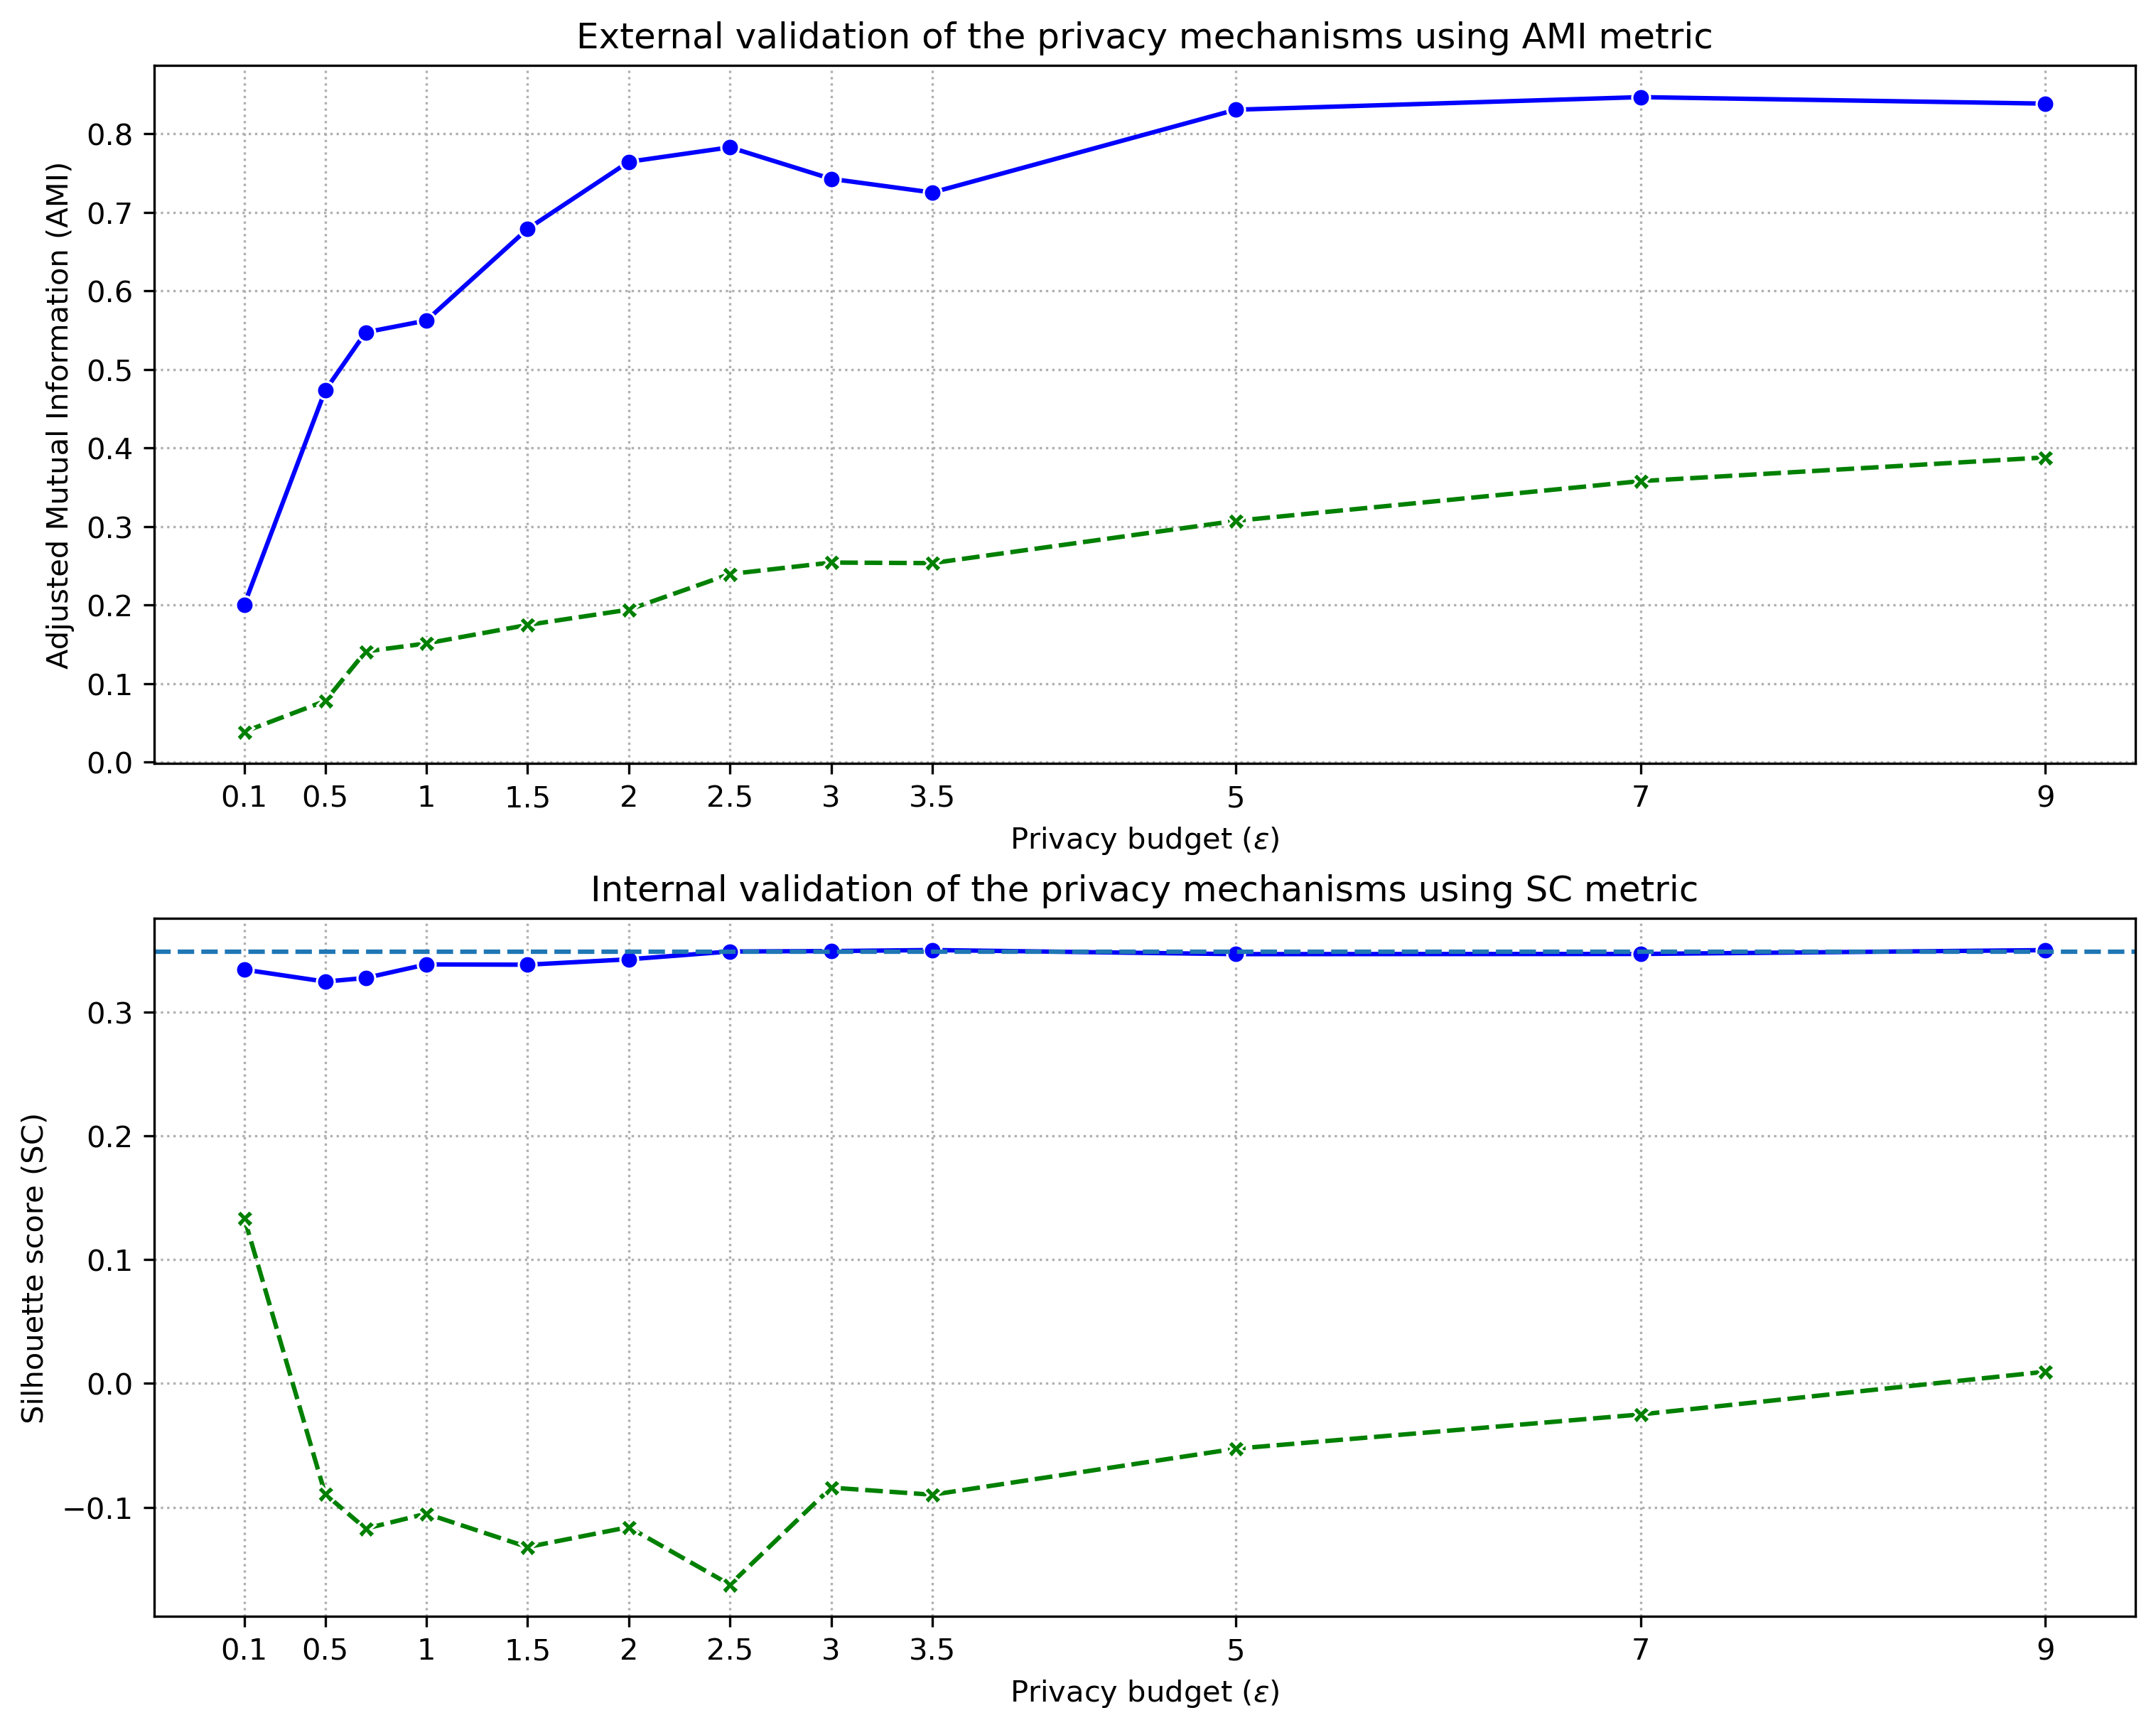 External validation of the privacy mechanisms using AMI metric
Adjusted Mutual Information (AMI)
0.8
0.7
0.6
0.5
0.4
0.3
0.2
0.1
0.0
0.1 0.5 1 1.5 2 2.5 3 3.5 5 7 9
Privacy budget (ε)
Internal validation of the privacy mechanisms using SC metric
Silhouette score (SC)
0.3
0.2
0.1
0.0
−0.1
0.1 0.5 1 1.5 2 2.5 3 3.5 5 7 9
Privacy budget (ε)